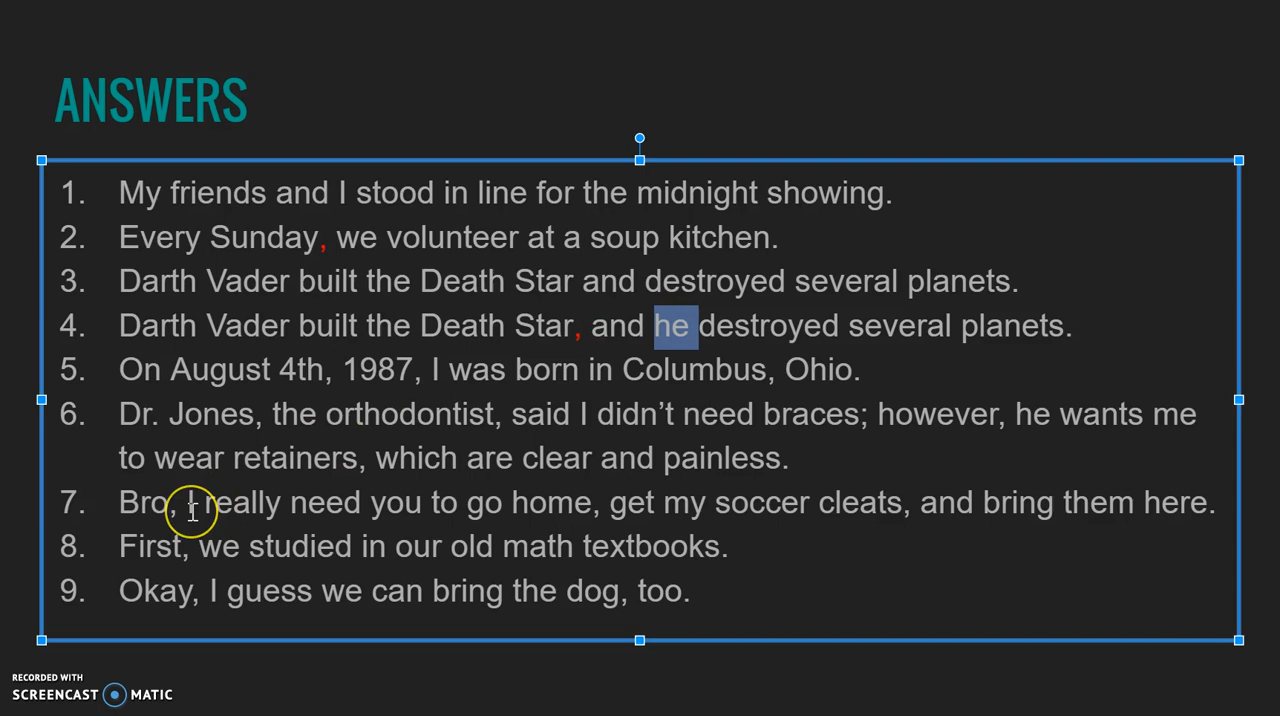 ANSWERS
1. My friends and I stood in line for the midnight showing.
2. Every Sunday, we volunteer at a soup kitchen.
3. Darth Vader built the Death Star and destroyed several planets.
4. Darth Vader built the Death Star, and he destroyed several planets.
5. On August 4th, 1987, I was born in Columbus, Ohio.
6. Dr. Jones, the orthodontist, said I didn’t need braces; however, he wants me
to wear retainers, which are clear and painless.
7. Bro, I really need you to go home, get my soccer cleats, and bring them here.
8. First, we studied in our old math textbooks.
9. Okay, I guess we can bring the dog, too.
RECORDED WITH
SCREENCAST MATIC